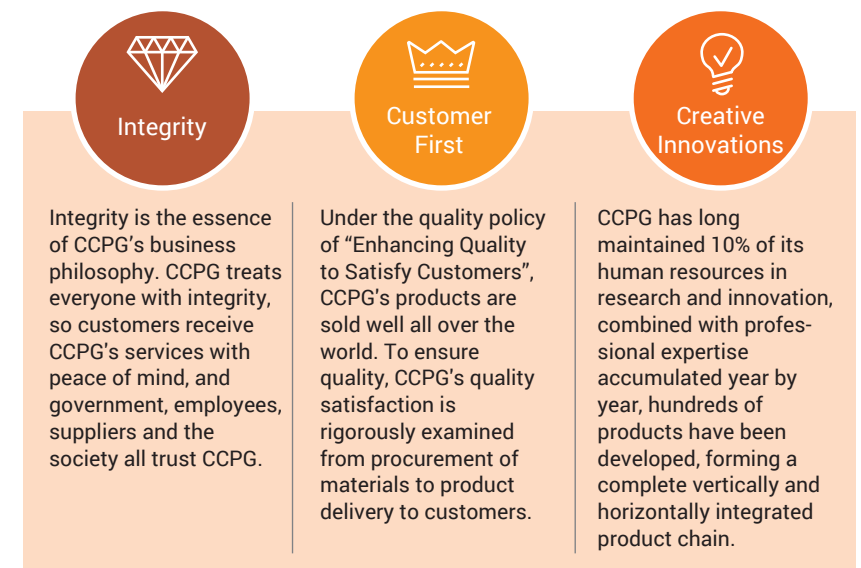 Integrity
Integrity is the essence
of CCPG’s business
philosophy. CCPG treats
everyone with integrity,
so customers receive
CCPG's services with
peace of mind, and
government, employees,
suppliers and the
society all trust CCPG.
Customer
First
Under the quality policy
of “Enhancing Quality
to Satisfy Customers”,
CCPG's products are
sold well all over the
world. To ensure
quality, CCPG's quality
satisfaction is
rigorously examined
from procurement of
materials to product
delivery to customers.
Creative
Innovations
CCPG has long
maintained 10% of its
human resources in
research and innovation,
combined with profes-
sional expertise
accumulated year by
year, hundreds of
products have been
developed, forming a
complete vertically and
horizontally integrated
product chain.